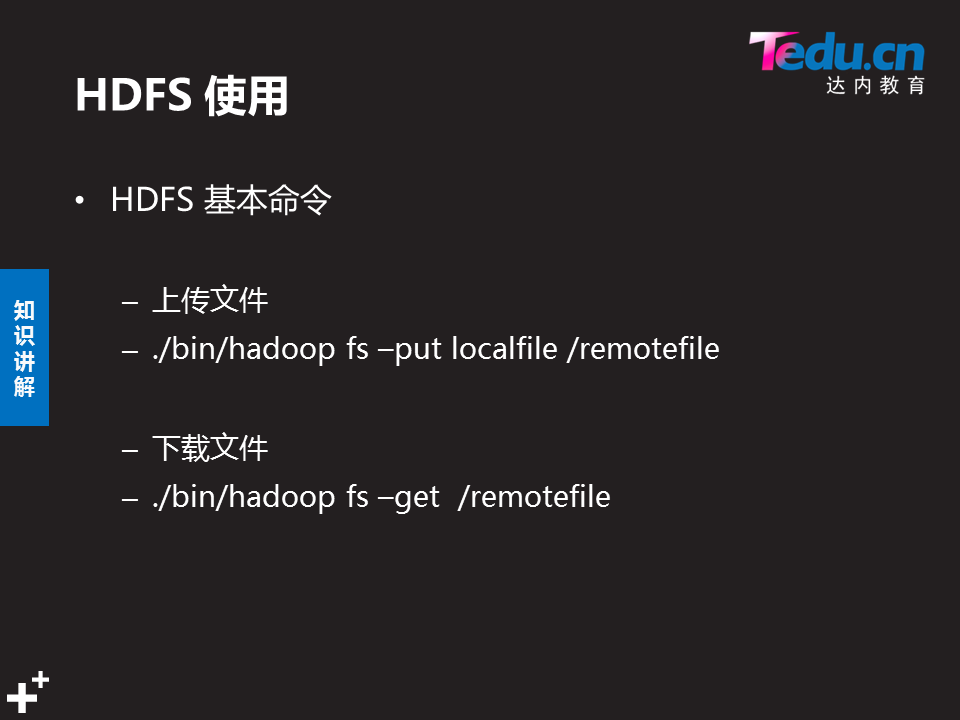 Tedu.cn
达内教育
HDFS 使用
• HDFS 基本命令
– 上传文件
– ./bin/hadoop fs –put localfile /remotefile
– 下载文件
– ./bin/hadoop fs –get  /remotefile
知
识
讲
解